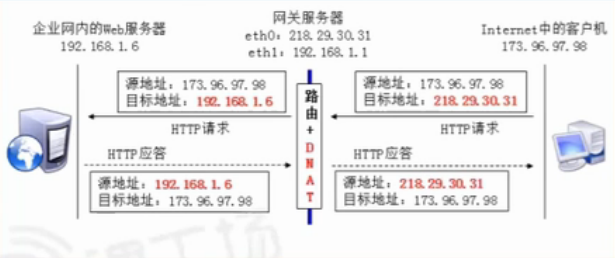 企业网内的Web服务器
192.168.1.6
网关服务器
eth0: 218.29.30.31
eth1: 192.168.1.1
Internet中的客户机
173.96.97.98
源地址: 173.96.97.98
目标地址: 192.168.1.6
HTTP请求
源地址: 173.96.97.98
目标地址: 218.29.30.31
HTTP请求
路由+DNAT
HTTP应答
源地址: 192.168.1.6
目标地址: 173.96.97.98
HTTP应答
源地址: 218.29.30.31
目标地址: 173.96.97.98
课工场